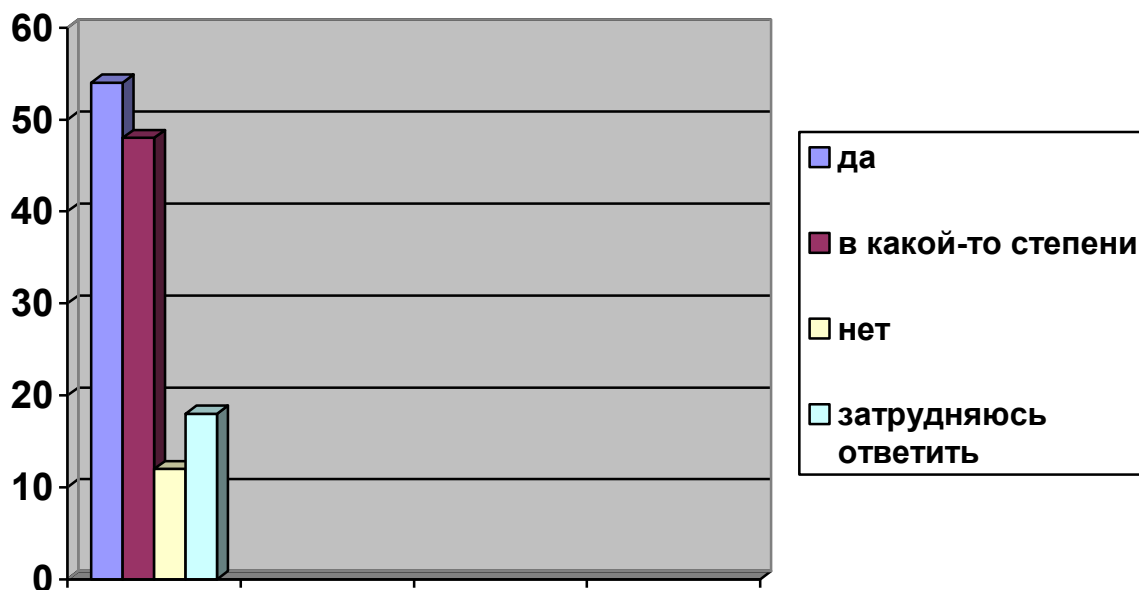 60
50
40
30
20
10
0
да
в какой-то степени
нет
затрудняюсь
ответить